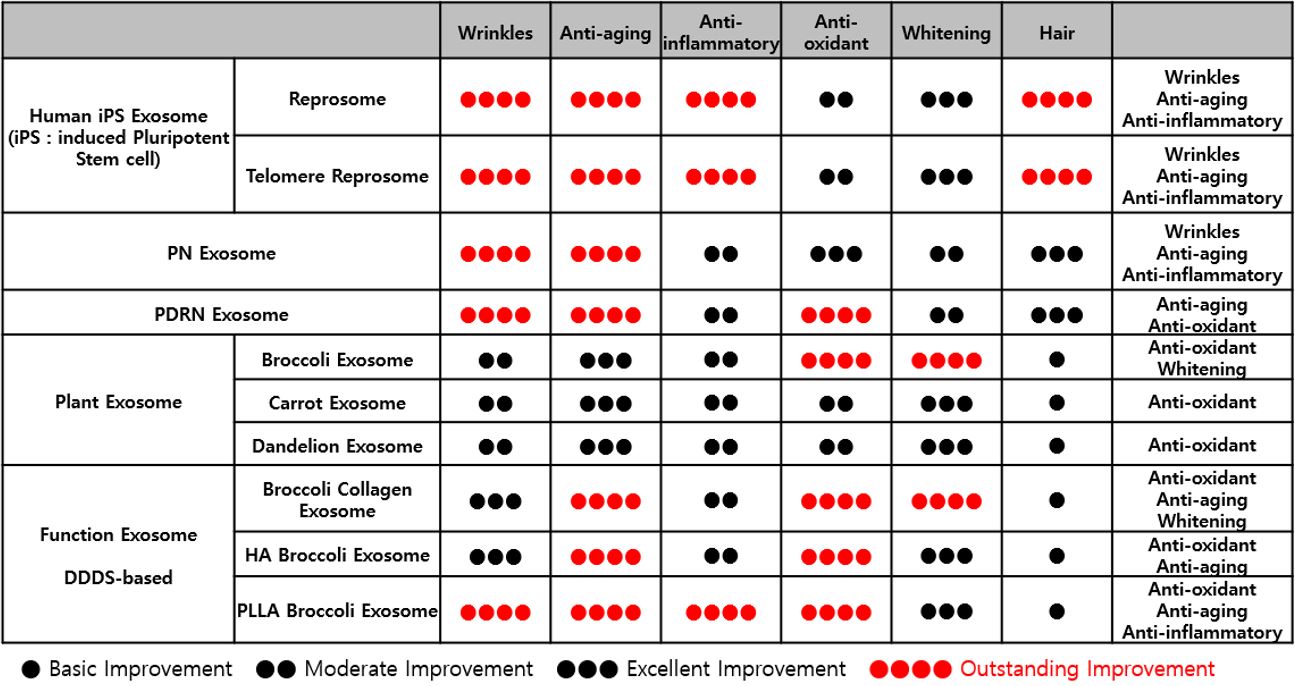 Wrinkles
Anti-aging
Anti-
inflammatory
Anti-
oxidant
Whitening
Hair
Human iPS Exosome
(iPS : induced Pluripotent
Stem cell)
Reprosome
Wrinkles
Anti-aging
Anti-inflammatory
Telomere Reprosome
Wrinkles
Anti-aging
Anti-inflammatory
PN Exosome
Wrinkles
Anti-aging
Anti-inflammatory
PDRN Exosome
Anti-aging
Anti-oxidant
Plant Exosome
Broccoli Exosome
Anti-oxidant
Whitening
Carrot Exosome
Anti-oxidant
Dandelion Exosome
Anti-oxidant
Function Exosome
DDDS-based
Broccoli Collagen
Exosome
Anti-oxidant
Anti-aging
Whitening
HA Broccoli Exosome
Anti-oxidant
Anti-aging
PLLA Broccoli Exosome
Anti-oxidant
Anti-aging
Anti-inflammatory
Basic Improvement
Moderate Improvement
Excellent Improvement
Outstanding Improvement